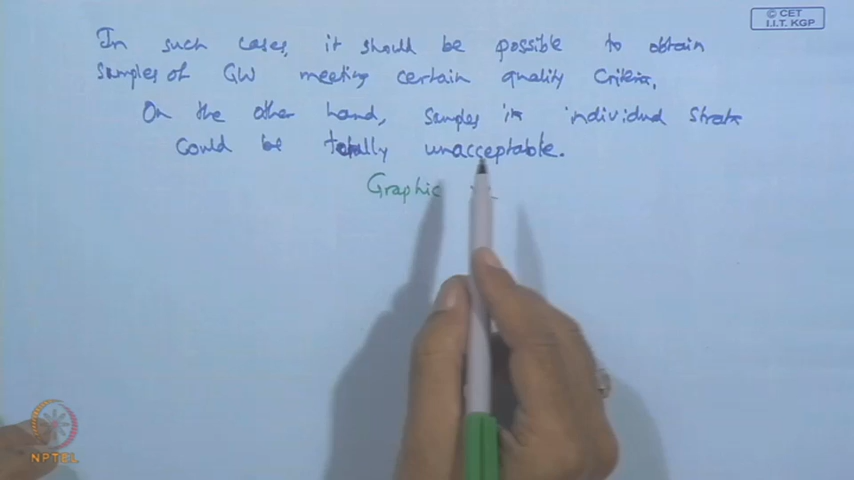 © CET
I.I.T. KGP
In such cases, it should be possible to obtain
samples of GW meeting certain quality criteria.
On the other hand, samples in individual strata
could be totally unacceptable.
Graphic
NPTEL